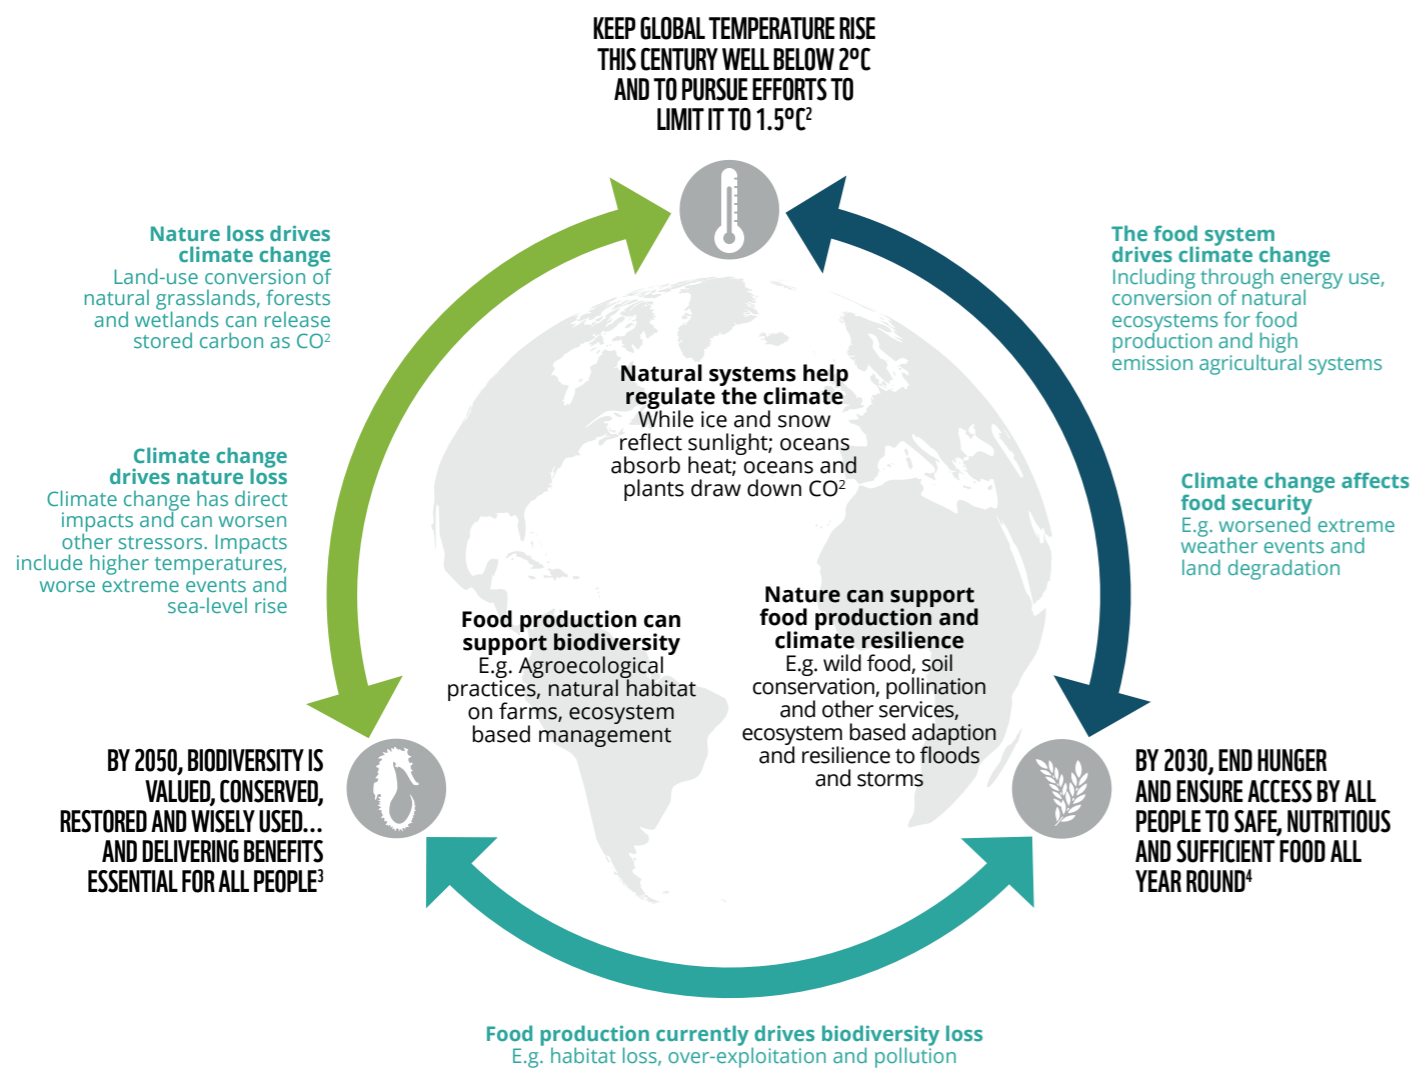 KEEP GLOBAL TEMPERATURE RISE
THIS CENTURY WELL BELOW 2ºC
AND TO PURSUE EFFORTS TO
LIMIT IT TO 1.5ºC²
Nature loss drives
climate change
Land-use conversion of
natural grasslands, forests
and wetlands can release
stored carbon as CO²
The food system
drives climate change
Including through energy use,
conversion of natural
ecosystems for food
production and high
emission agricultural systems
Natural systems help
regulate the climate
While ice and snow
reflect sunlight; oceans
absorb heat; oceans and
plants draw down CO²
Climate change
drives nature loss
Climate change has direct
impacts and can worsen
other stressors. Impacts
include higher temperatures,
worse extreme events and
sea-level rise
Climate change affects
food security
E.g. worsened extreme
weather events and
land degradation
Food production can
support biodiversity
E.g. Agroecological
practices, natural habitat
on farms, ecosystem
based management
Nature can support
food production and
climate resilience
E.g. wild food, soil
conservation, pollination
and other services,
ecosystem based adaption
and resilience to floods
and storms
BY 2050, BIODIVERSITY IS
VALUED, CONSERVED,
RESTORED AND WISELY USED...
AND DELIVERING BENEFITS
ESSENTIAL FOR ALL PEOPLE³
BY 2030, END HUNGER
AND ENSURE ACCESS BY ALL
PEOPLE TO SAFE, NUTRITIOUS
AND SUFFICIENT FOOD ALL
YEAR ROUND⁴
Food production currently drives biodiversity loss
E.g. habitat loss, over-exploitation and pollution